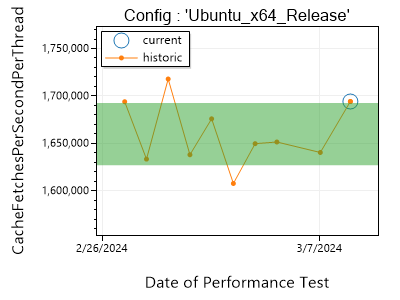 Config : 'Ubuntu_x64_Release'
CacheFetchesPerSecondPerThread
1,750,000
1,700,000
1,650,000
1,600,000
current
historic
2/26/2024
3/7/2024
Date of Performance Test